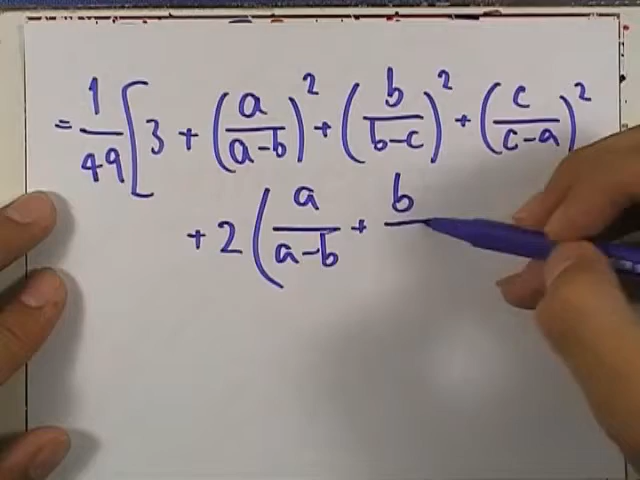 = 1/49 [ 3 + (a/(a-b))² + (b/(b-c))² + (c/(c-a))²
+ 2 ( a/(a-b) + b/